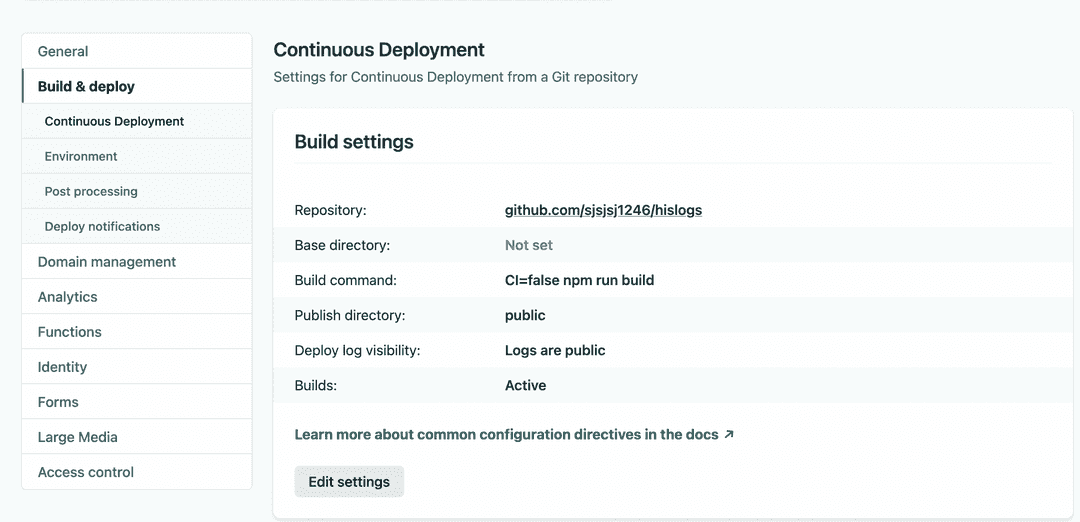 General
Build & deploy
Continuous Deployment
Environment
Post processing
Deploy notifications
Domain management
Analytics
Functions
Identity
Forms
Large Media
Access control
Continuous Deployment
Settings for Continuous Deployment from a Git repository
Build settings
Repository: github.com/sjsjsj1246/hislogs
Base directory: Not set
Build command: CI=false npm run build
Publish directory: public
Deploy log visibility: Logs are public
Builds: Active
Learn more about common configuration directives in the docs ↗
Edit settings